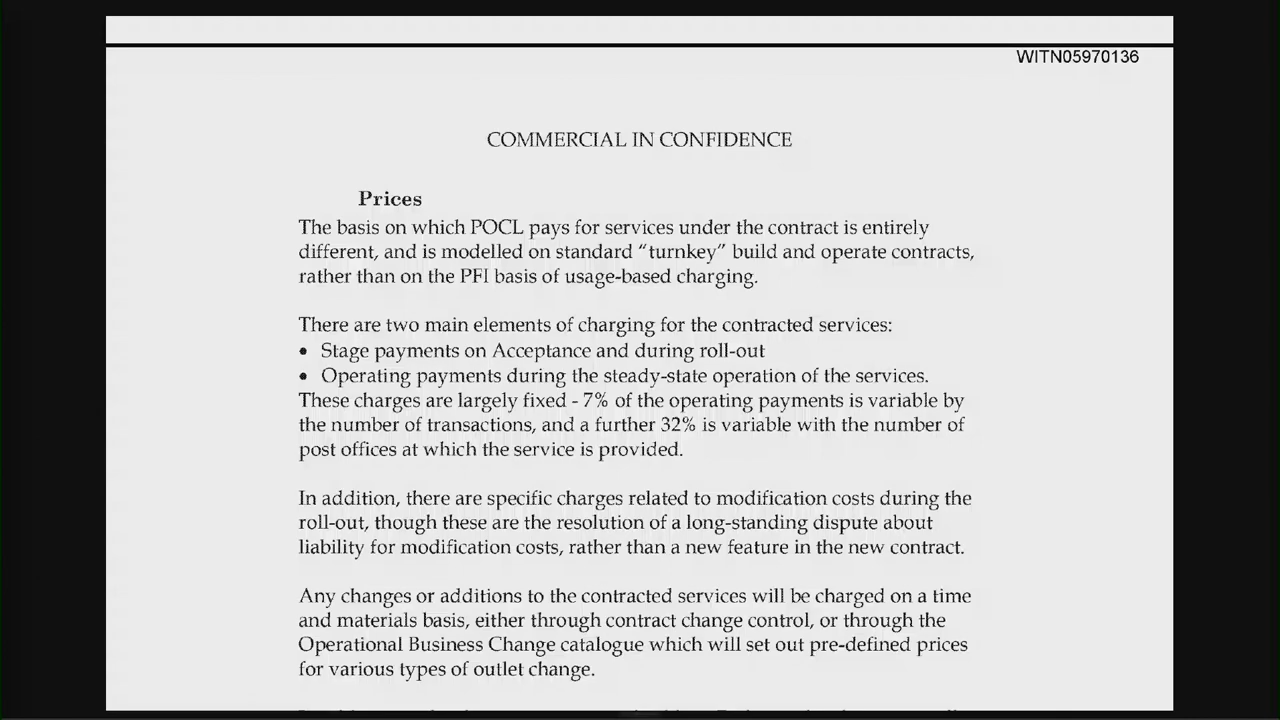 WITN05970136
COMMERCIAL IN CONFIDENCE
Prices
The basis on which POCL pays for services under the contract is entirely
different, and is modelled on standard “turnkey” build and operate contracts,
rather than on the PFI basis of usage-based charging.
There are two main elements of charging for the contracted services:
• Stage payments on Acceptance and during roll-out
• Operating payments during the steady-state operation of the services.
These charges are largely fixed - 7% of the operating payments is variable by
the number of transactions, and a further 32% is variable with the number of
post offices at which the service is provided.
In addition, there are specific charges related to modification costs during the
roll-out, though these are the resolution of a long-standing dispute about
liability for modification costs, rather than a new feature in the new contract.
Any changes or additions to the contracted services will be charged on a time
and materials basis, either through contract change control, or through the
Operational Business Change catalogue which will set out pre-defined prices
for various types of outlet change.